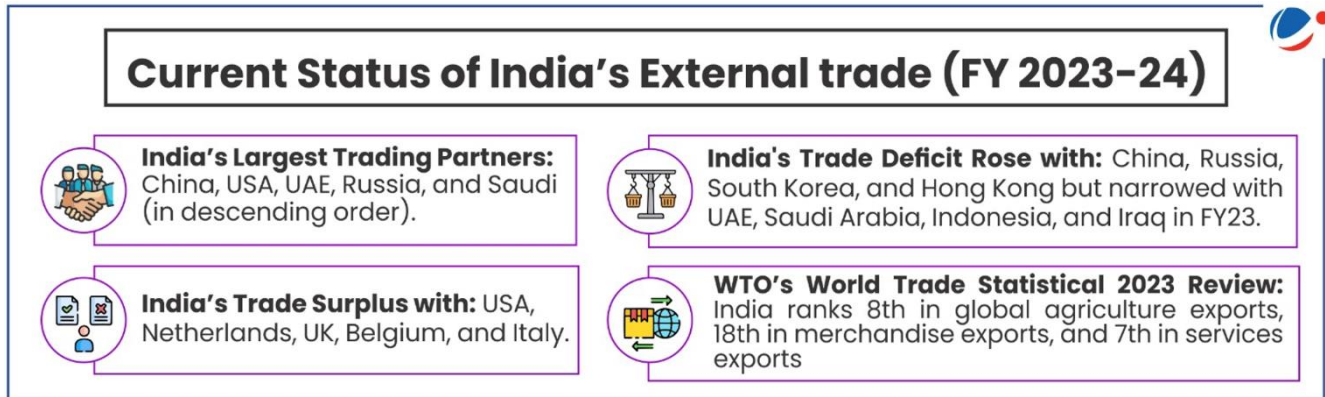 Current Status of India’s External trade (FY 2023-24)
India’s Largest Trading Partners:
China, USA, UAE, Russia, and Saudi
(in descending order).
India's Trade Deficit Rose with: China, Russia,
South Korea, and Hong Kong but narrowed with
UAE, Saudi Arabia, Indonesia, and Iraq in FY23.
India’s Trade Surplus with: USA,
Netherlands, UK, Belgium, and Italy.
WTO’s World Trade Statistical 2023 Review:
India ranks 8th in global agriculture exports,
18th in merchandise exports, and 7th in services
exports